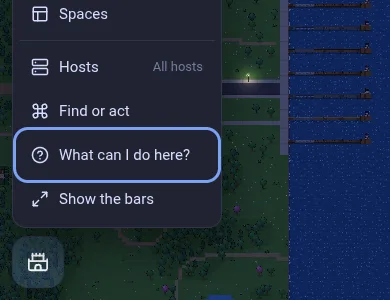 Spaces
Hosts All hosts
Find or act
What can I do here?
Show the bars